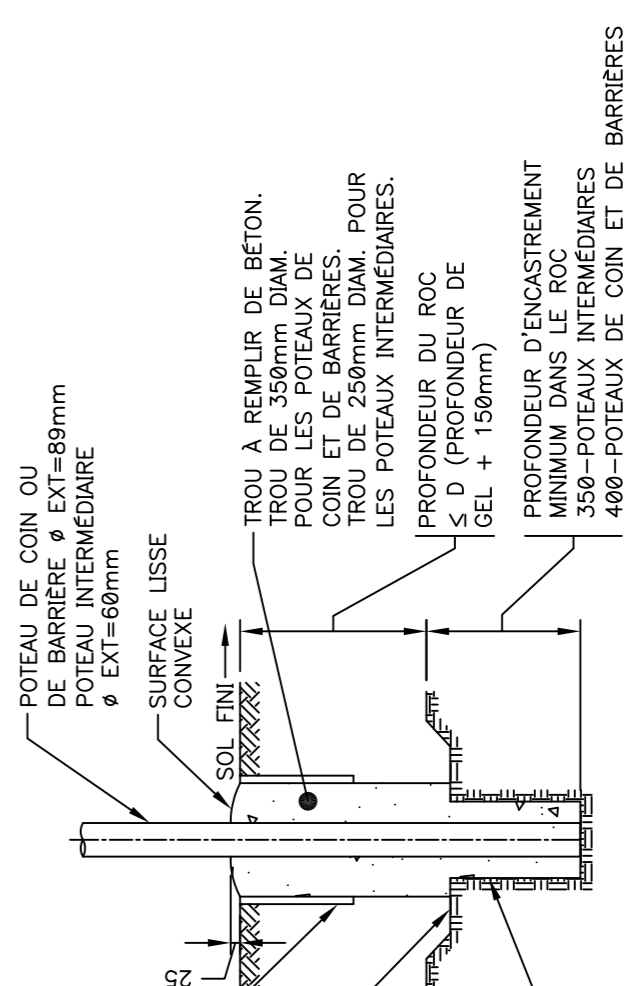 POTEAU DE COIN OU
DE BARRIÈRE ø EXT=89mm
POTEAU INTERMÉDIAIRE
ø EXT=60mm
SURFACE LISSE
CONVEXE
SOL FINI
25
TROU À REMPLIR DE BÉTON.
TROU DE 350mm DIAM.
POUR LES POTEAUX DE
COIN ET DE BARRIÈRES.
TROU DE 250mm DIAM. POUR
LES POTEAUX INTERMÉDIAIRES.
PROFONDEUR DU ROC
≤ D (PROFONDEUR DE
GEL + 150mm)
PROFONDEUR D'ENCASTREMENT
MINIMUM DANS LE ROC
350–POTEAUX INTERMÉDIAIRES
400–POTEAUX DE COIN ET DE BARRIÈRES